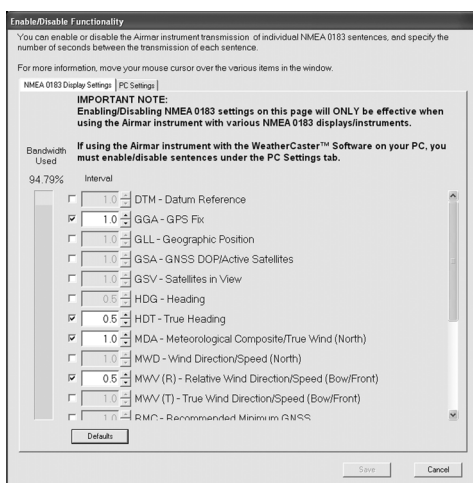 Enable/Disable Functionality
You can enable or disable the Airmar instrument transmission of individual NMEA 0183 sentences, and specify the
number of seconds between the transmission of each sentence.
For more information, move your mouse cursor over the various items in the window.
NMEA 0183 Display Settings PC Settings
IMPORTANT NOTE:
Enabling/Disabling NMEA 0183 settings on this page will ONLY be effective when
using the Airmar instrument with various NMEA 0183 displays/instruments.
If using the Airmar instrument with the WeatherCaster™ Software on your PC, you
must enable/disable sentences under the PC Settings tab.
Bandwidth
Used
94.79% Interval
1.0 DTM - Datum Reference
1.0 GGA - GPS Fix
1.0 GLL - Geographic Position
1.0 GSA - GNSS DOP/Active Satellites
1.0 GSV - Satellites in View
0.5 HDG - Heading
0.5 HDT - True Heading
1.0 MDA - Meteorological Composite/True Wind (North)
1.0 MWD - Wind Direction/Speed (North)
0.5 MWV (R) - Relative Wind Direction/Speed (Bow/Front)
1.0 MWV (T) - True Wind Direction/Speed (Bow/Front)
1.0 RMC - Recommended Minimum GNSS
Defaults
Save Cancel